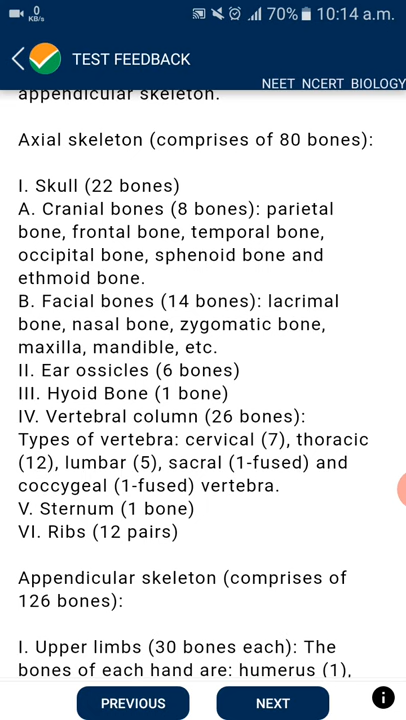 0
KB/s
70%
10:14 a.m.
TEST FEEDBACK
NEET NCERT BIOLOGY
appendicular skeleton.
Axial skeleton (comprises of 80 bones):
I. Skull (22 bones)
A. Cranial bones (8 bones): parietal
bone, frontal bone, temporal bone,
occipital bone, sphenoid bone and
ethmoid bone.
B. Facial bones (14 bones): lacrimal
bone, nasal bone, zygomatic bone,
maxilla, mandible, etc.
II. Ear ossicles (6 bones)
III. Hyoid Bone (1 bone)
IV. Vertebral column (26 bones):
Types of vertebra: cervical (7), thoracic
(12), lumbar (5), sacral (1-fused) and
coccygeal (1-fused) vertebra.
V. Sternum (1 bone)
VI. Ribs (12 pairs)
Appendicular skeleton (comprises of
126 bones):
I. Upper limbs (30 bones each): The
bones of each hand are: humerus (1),
PREVIOUS
NEXT